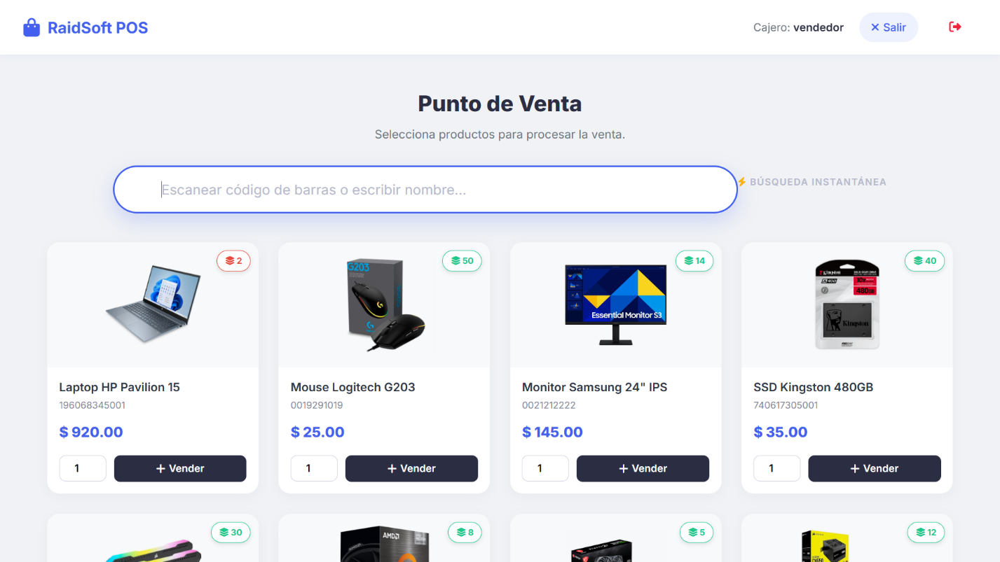 RaidSoft POS
Cajero: vendedor
Salir
Punto de Venta
Selecciona productos para procesar la venta.
Escanear código de barras o escribir nombre...
BÚSQUEDA INSTANTÁNEA
2
50
14
40
G203
Essential Monitor S3
Kingston
A400
480GB
Kingston
Laptop HP Pavilion 15
Mouse Logitech G203
Monitor Samsung 24" IPS
SSD Kingston 480GB
196068345001
0019291019
0021212222
740617305001
$ 920.00
$ 25.00
$ 145.00
$ 35.00
1
+ Vender
1
+ Vender
1
+ Vender
1
+ Vender
30
8
5
12
AMD